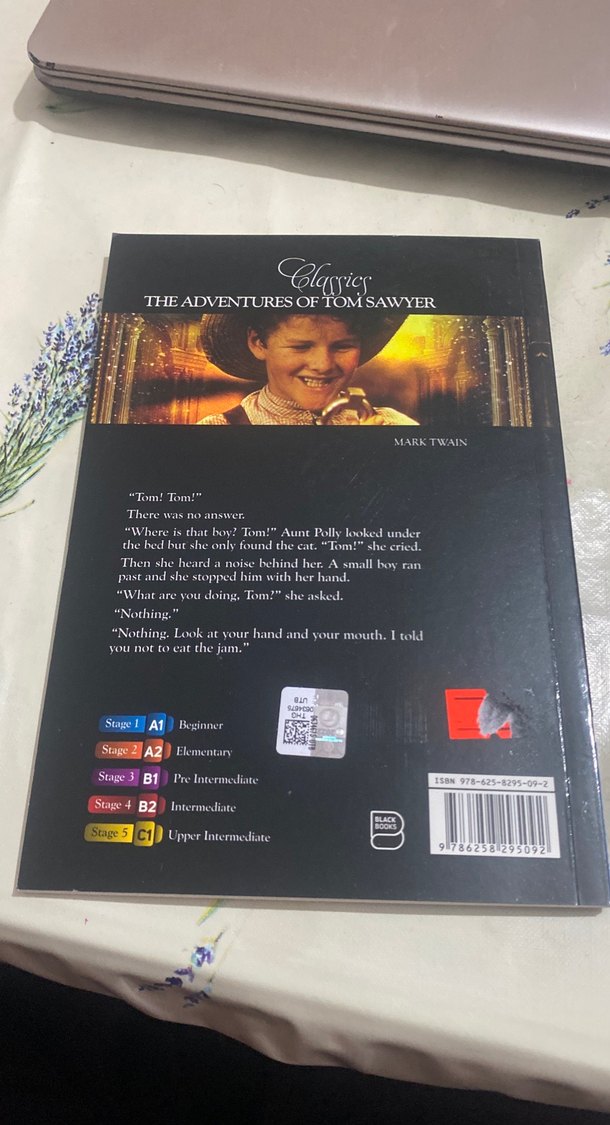 Classics
THE ADVENTURES OF TOM SAWYER
MARK TWAIN
“Tom! Tom!”
There was no answer.
“Where is that boy? Tom!” Aunt Polly looked under
the bed but she only found the cat. “Tom!” she cried.
Then she heard a noise behind her. A small boy ran
past and she stopped him with her hand.
“What are you doing, Tom?” she asked.
“Nothing.”
“Nothing. Look at your hand and your mouth. I told
you not to eat the jam.”
Stage 1 A1 Beginner
Stage 2 A2 Elementary
Stage 3 B1 Pre Intermediate
Stage 4 B2 Intermediate
Stage 5 C1 Upper Intermediate
THG
0634675
UTB
BLACK
BOOKS
ISBN 978-625-8295-09-2
9 786258 295092